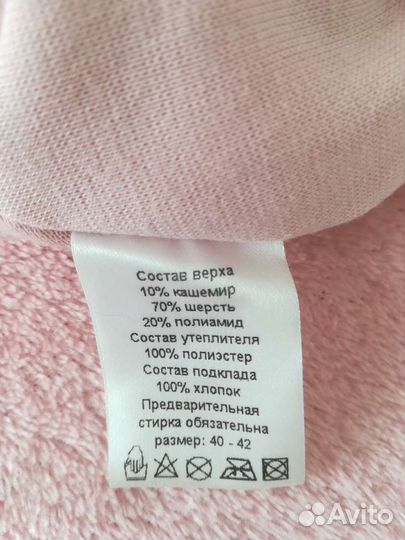 Состав верха
10% кашемир
70% шерсть
20% полиамид
Состав утеплителя
100% полиэстер
Состав подклада
100% хлопок
Предварительная
стирка обязательна
размер: 40 - 42
Avito